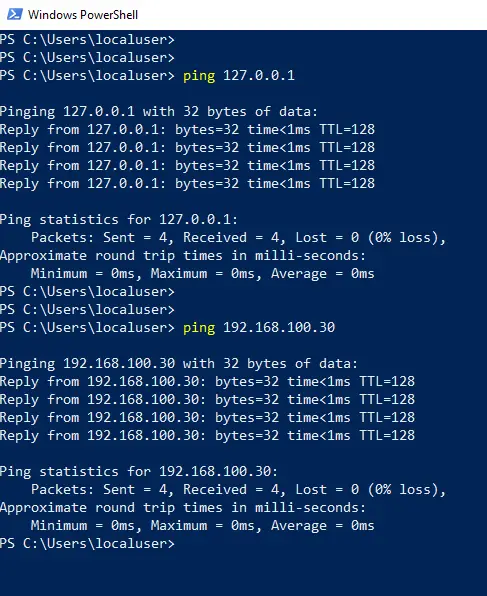 Windows PowerShell
PS C:\Users\localuser>
PS C:\Users\localuser>
PS C:\Users\localuser> ping 127.0.0.1
Pinging 127.0.0.1 with 32 bytes of data:
Reply from 127.0.0.1: bytes=32 time<1ms TTL=128
Reply from 127.0.0.1: bytes=32 time<1ms TTL=128
Reply from 127.0.0.1: bytes=32 time<1ms TTL=128
Reply from 127.0.0.1: bytes=32 time<1ms TTL=128
Ping statistics for 127.0.0.1:
    Packets: Sent = 4, Received = 4, Lost = 0 (0% loss),
Approximate round trip times in milli-seconds:
    Minimum = 0ms, Maximum = 0ms, Average = 0ms
PS C:\Users\localuser>
PS C:\Users\localuser>
PS C:\Users\localuser> ping 192.168.100.30
Pinging 192.168.100.30 with 32 bytes of data:
Reply from 192.168.100.30: bytes=32 time<1ms TTL=128
Reply from 192.168.100.30: bytes=32 time<1ms TTL=128
Reply from 192.168.100.30: bytes=32 time<1ms TTL=128
Reply from 192.168.100.30: bytes=32 time<1ms TTL=128
Ping statistics for 192.168.100.30:
    Packets: Sent = 4, Received = 4, Lost = 0 (0% loss),
Approximate round trip times in milli-seconds:
    Minimum = 0ms, Maximum = 0ms, Average = 0ms
PS C:\Users\localuser>